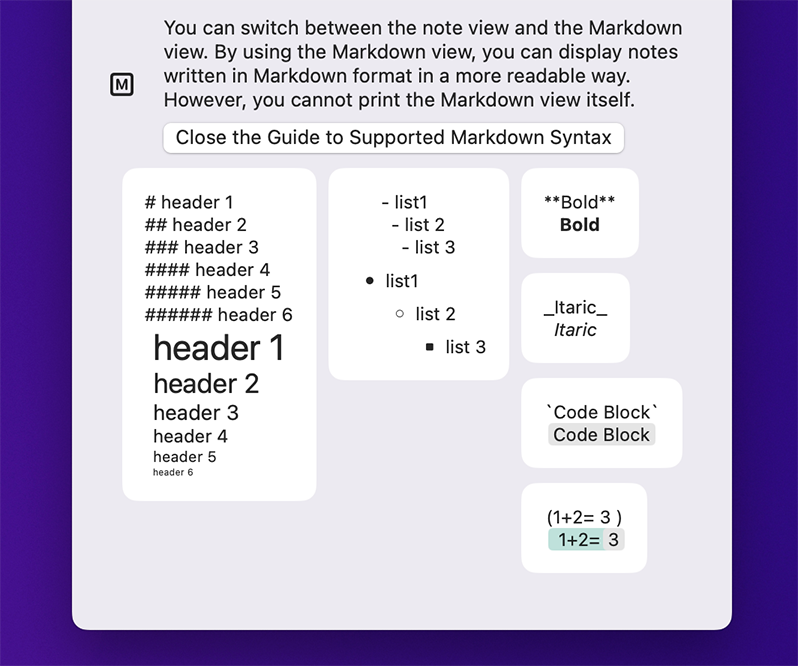 You can switch between the note view and the Markdown
view. By using the Markdown view, you can display notes
written in Markdown format in a more readable way.
However, you cannot print the Markdown view itself.
M
Close the Guide to Supported Markdown Syntax
# header 1
## header 2
### header 3
#### header 4
##### header 5
###### header 6
header 1
header 2
header 3
header 4
header 5
header 6
- list1
- list 2
- list 3
• list1
○ list 2
▪ list 3
**Bold**
Bold
_Itaric_
Itaric
`Code Block`
Code Block
(1+2= 3 )
1+2= 3